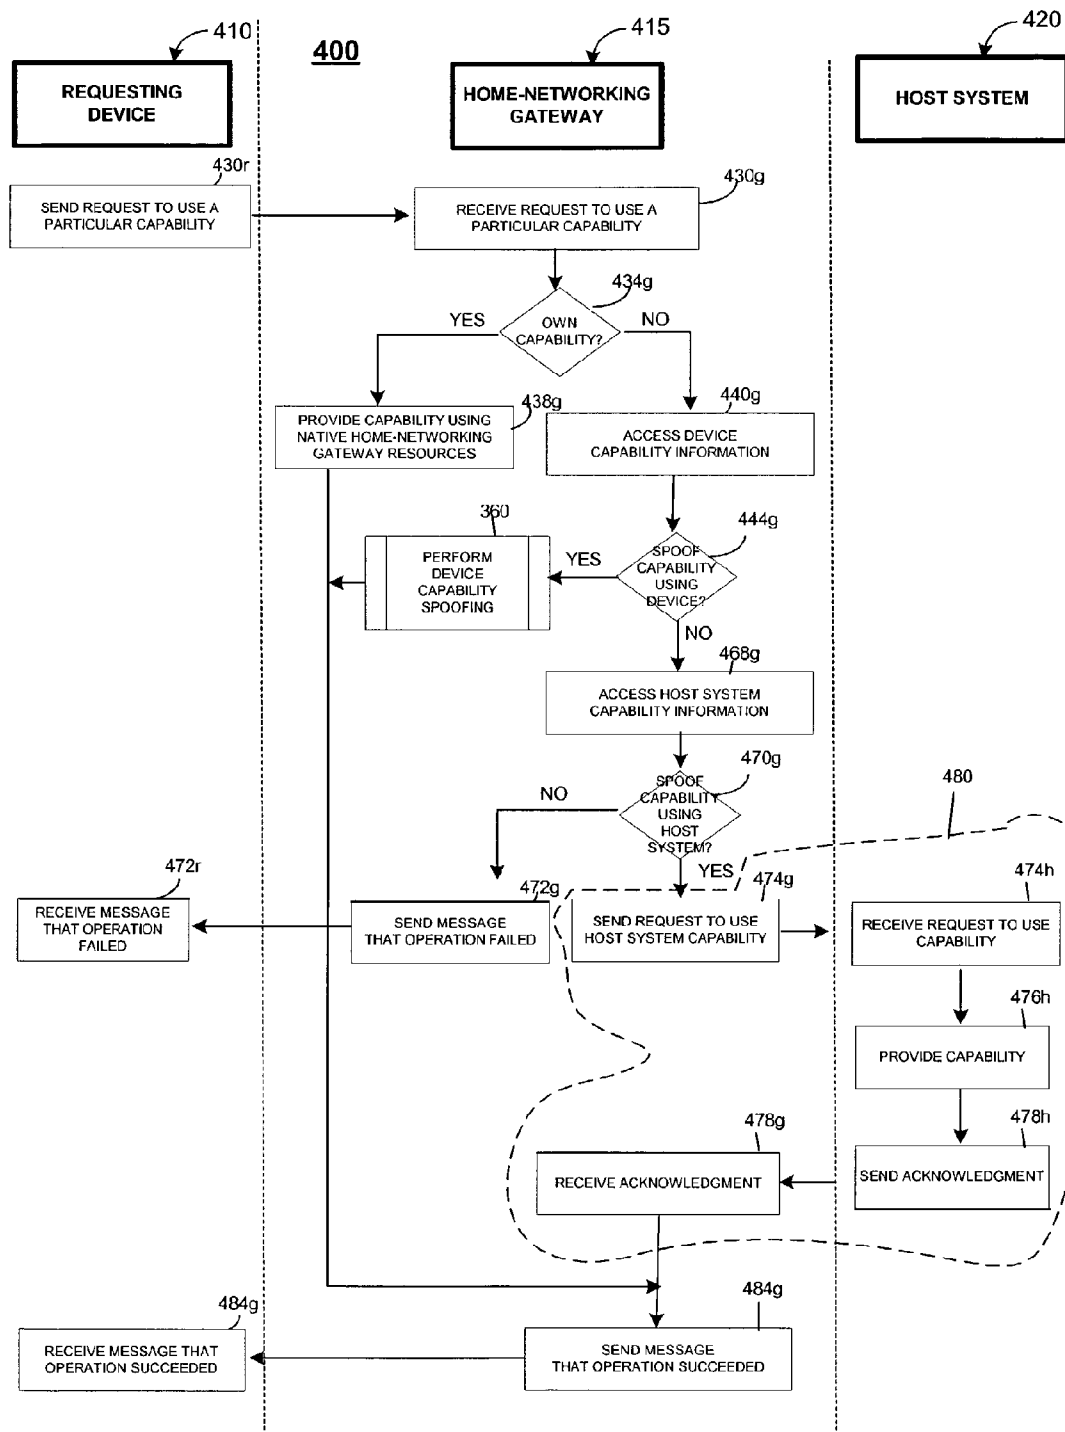 410
400
415
420
REQUESTING
DEVICE
HOME-NETWORKING
GATEWAY
HOST SYSTEM
430r
SEND REQUEST TO USE A
PARTICULAR CAPABILITY
430g
RECEIVE REQUEST TO USE A
PARTICULAR CAPABILITY
434g
YES
OWN
CAPABILITY?
NO
438g
PROVIDE CAPABILITY USING
NATIVE HOME-NETWORKING
GATEWAY RESOURCES
440g
ACCESS DEVICE
CAPABILITY INFORMATION
360
PERFORM
DEVICE
CAPABILITY
SPOOFING
YES
444g
SPOOF
CAPABILITY
USING
DEVICE?
NO
468g
ACCESS HOST SYSTEM
CAPABILITY INFORMATION
470g
NO
SPOOF
CAPABILITY
USING
HOST
SYSTEM?
YES
480
472r
RECEIVE MESSAGE
THAT OPERATION
FAILED
472g
SEND MESSAGE
THAT OPERATION FAILED
474g
SEND REQUEST TO USE
HOST SYSTEM CAPABILITY
474h
RECEIVE REQUEST TO USE
CAPABILITY
476h
PROVIDE CAPABILITY
478g
RECEIVE ACKNOWLEDGMENT
478h
SEND ACKNOWLEDGMENT
484g
RECEIVE MESSAGE THAT
OPERATION SUCCEEDED
484g
SEND MESSAGE
THAT OPERATION SUCCEEDED